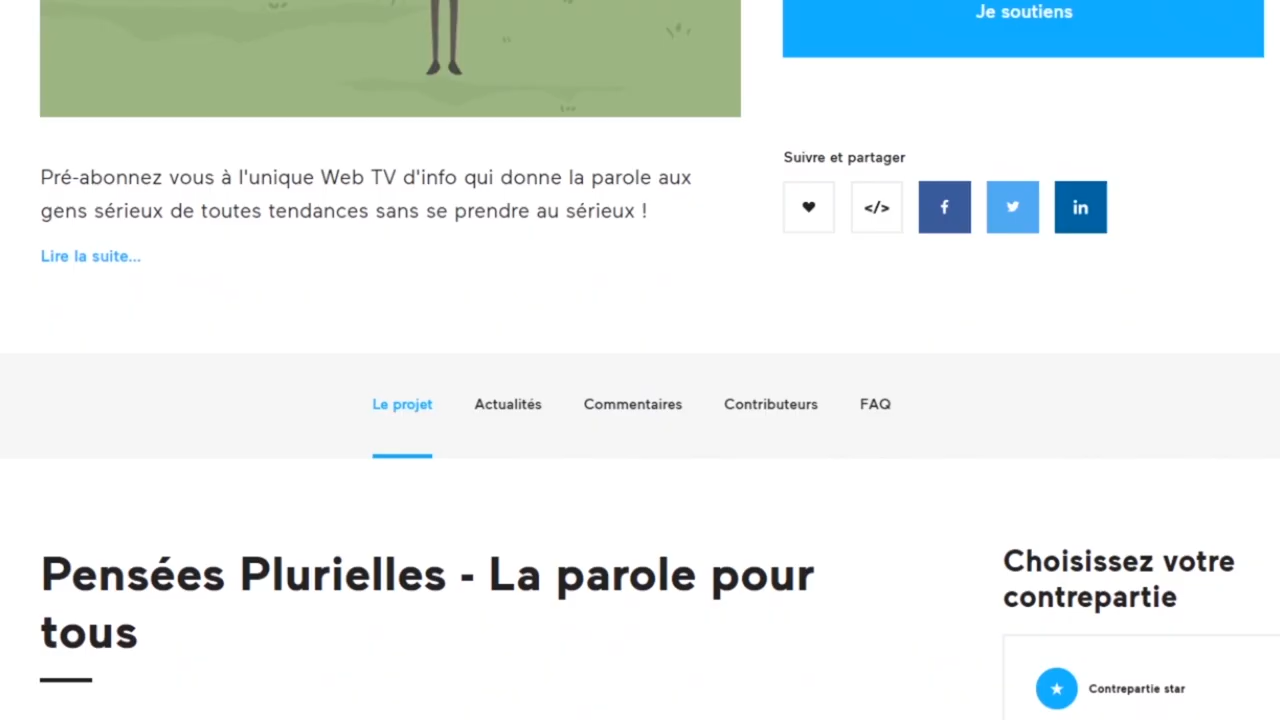 Je soutiens
Pré-abonnez vous à l'unique Web TV d'info qui donne la parole aux
gens sérieux de toutes tendances sans se prendre au sérieux !
Lire la suite...
Suivre et partager
</>
f
in
Le projet
Actualités
Commentaires
Contributeurs
FAQ
Pensées Plurielles - La parole pour
tous
Choisissez votre
contrepartie
Contrepartie star